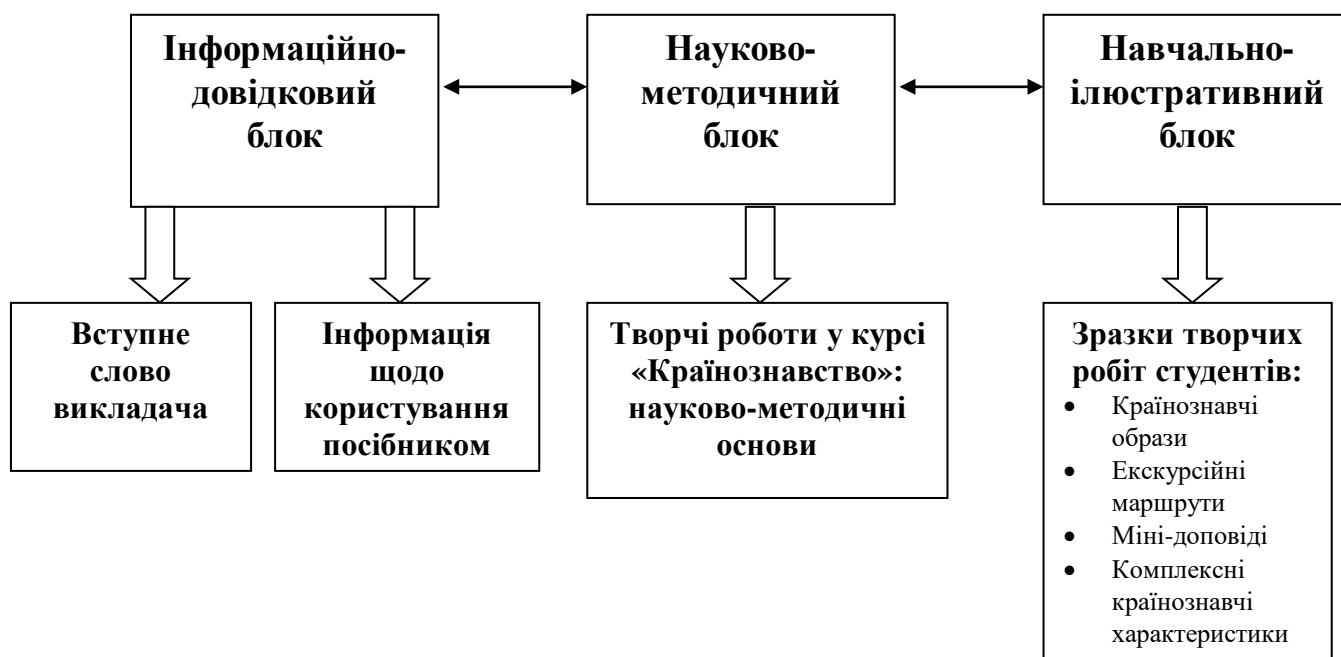 Інформаційно-
довідковий
блок
Науково-
методичний
блок
Навчально-
ілюстративний
блок
Вступне
слово
викладача
Інформація
щодо
користування
посібником
Творчі роботи у курсі
«Країнознавство»:
науково-методичні
основи
Зразки творчих
робіт студентів:
• Країнознавчі
образи
• Екскурсійні
маршрути
• Міні-доповіді
• Комплексні
країнознавчі
характеристики